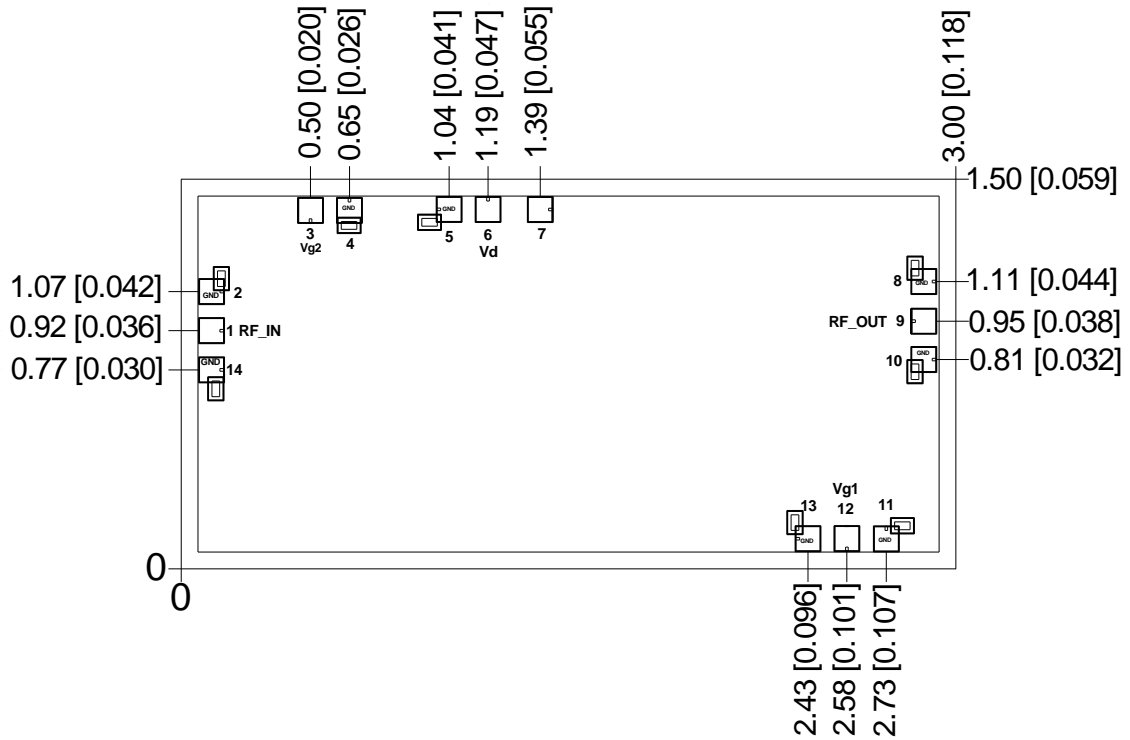 0.50 [0.020]
0.65 [0.026]
1.04 [0.041]
1.19 [0.047]
1.39 [0.055]
3.00 [0.118]
1.50 [0.059]
3
Vg2
GND
4
GND
5
6
Vd
7
1.07 [0.042]
GND
2
8
GND
1.11 [0.044]
0.92 [0.036]
1 RF_IN
RF_OUT 9
0.95 [0.038]
0.77 [0.030]
GND
14
10
GND
0.81 [0.032]
13
Vg1
12
11
GND
GND
0
0
2.43 [0.096]
2.58 [0.101]
2.73 [0.107]